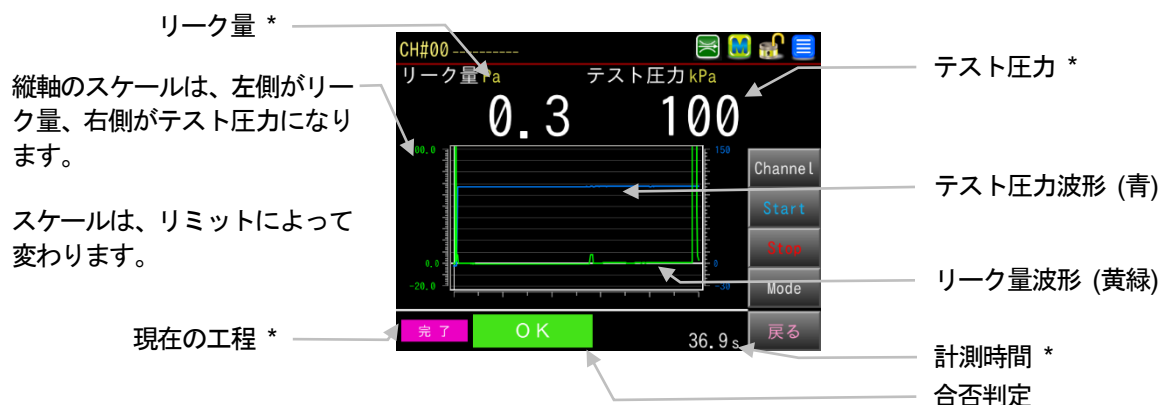 リーク量 *
縦軸のスケールは、左側がリー
ク量、右側がテスト圧力になり
ます。
スケールは、リミットによって
変わります。
現在の工程 *
CH#00 ----------
M
リーク量 Pa
テスト圧力 kPa
0.3
100
00.0
150
0.0
0
-20.0
-30
Channel
Start
Stop
Mode
戻る
完了
OK
36.9 s
テスト圧力 *
テスト圧力波形 (青)
リーク量波形 (黄緑)
計測時間 *
合否判定